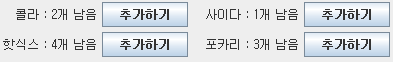 콜라 : 2개 남음 추가하기 사이다 : 1개 남음 추가하기
핫식스 : 4개 남음 추가하기 포카리 : 3개 남음 추가하기